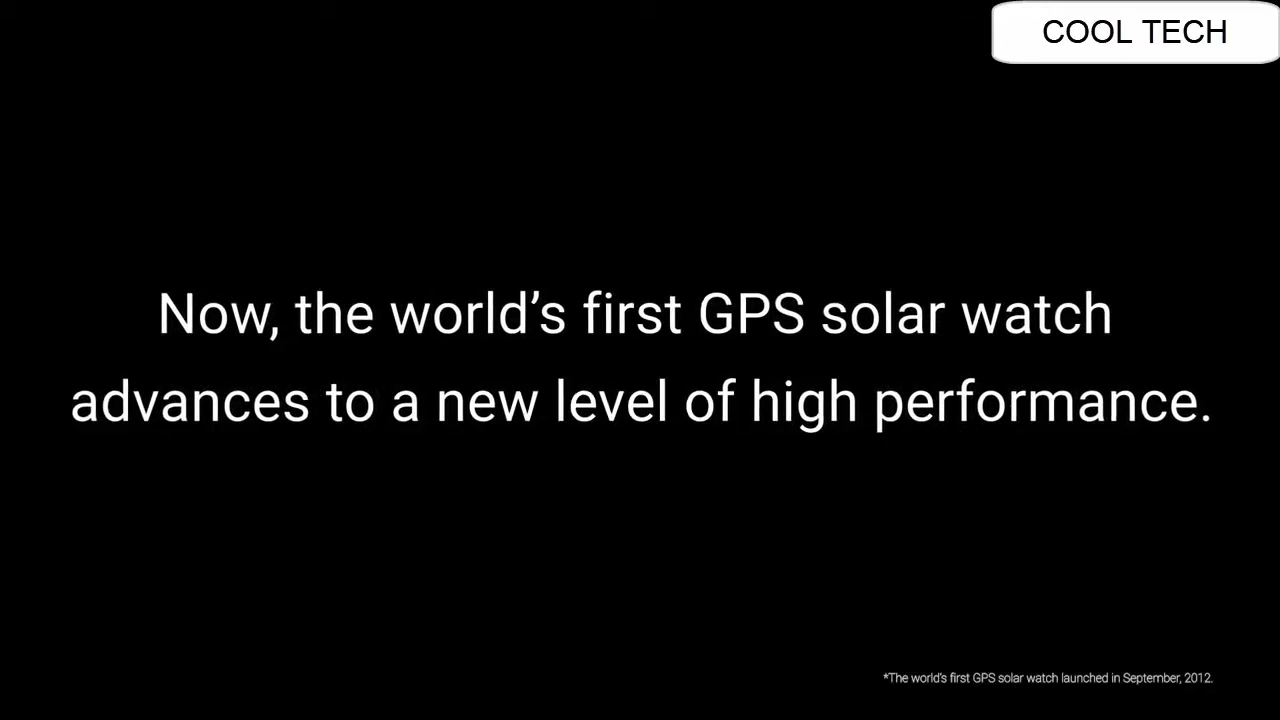 COOL TECH
Now, the world’s first GPS solar watch
advances to a new level of high performance.
*The world’s first GPS solar watch launched in September, 2012.